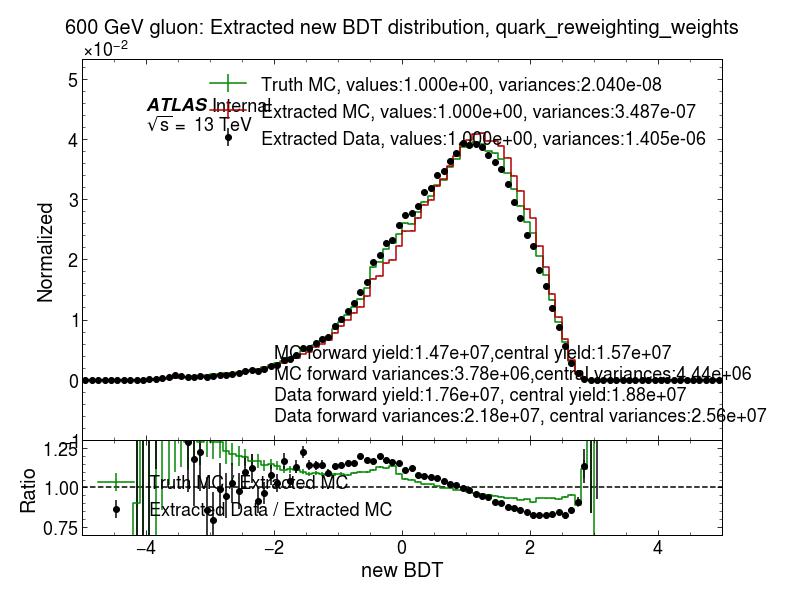 600 GeV gluon: Extracted new BDT distribution, quark_reweighting_weights
×10⁻²
Truth MC, values:1.000e+00, variances:2.040e-08
ATLAS Internal
Extracted MC, values:1.000e+00, variances:3.487e-07
√s = 13 TeV
Extracted Data, values:1.000e+00, variances:1.405e-06
5
4
3
2
1
0
-1
Normalized
MC forward yield:1.47e+07,central yield:1.57e+07
MC forward variances:3.78e+06,central variances:4.44e+06
Data forward yield:1.76e+07, central yield:1.88e+07
Data forward variances:2.18e+07, central variances:2.56e+07
1.25
1.00
0.75
Ratio
Truth MC / Extracted MC
Extracted Data / Extracted MC
−4 −2 0 2 4
new BDT